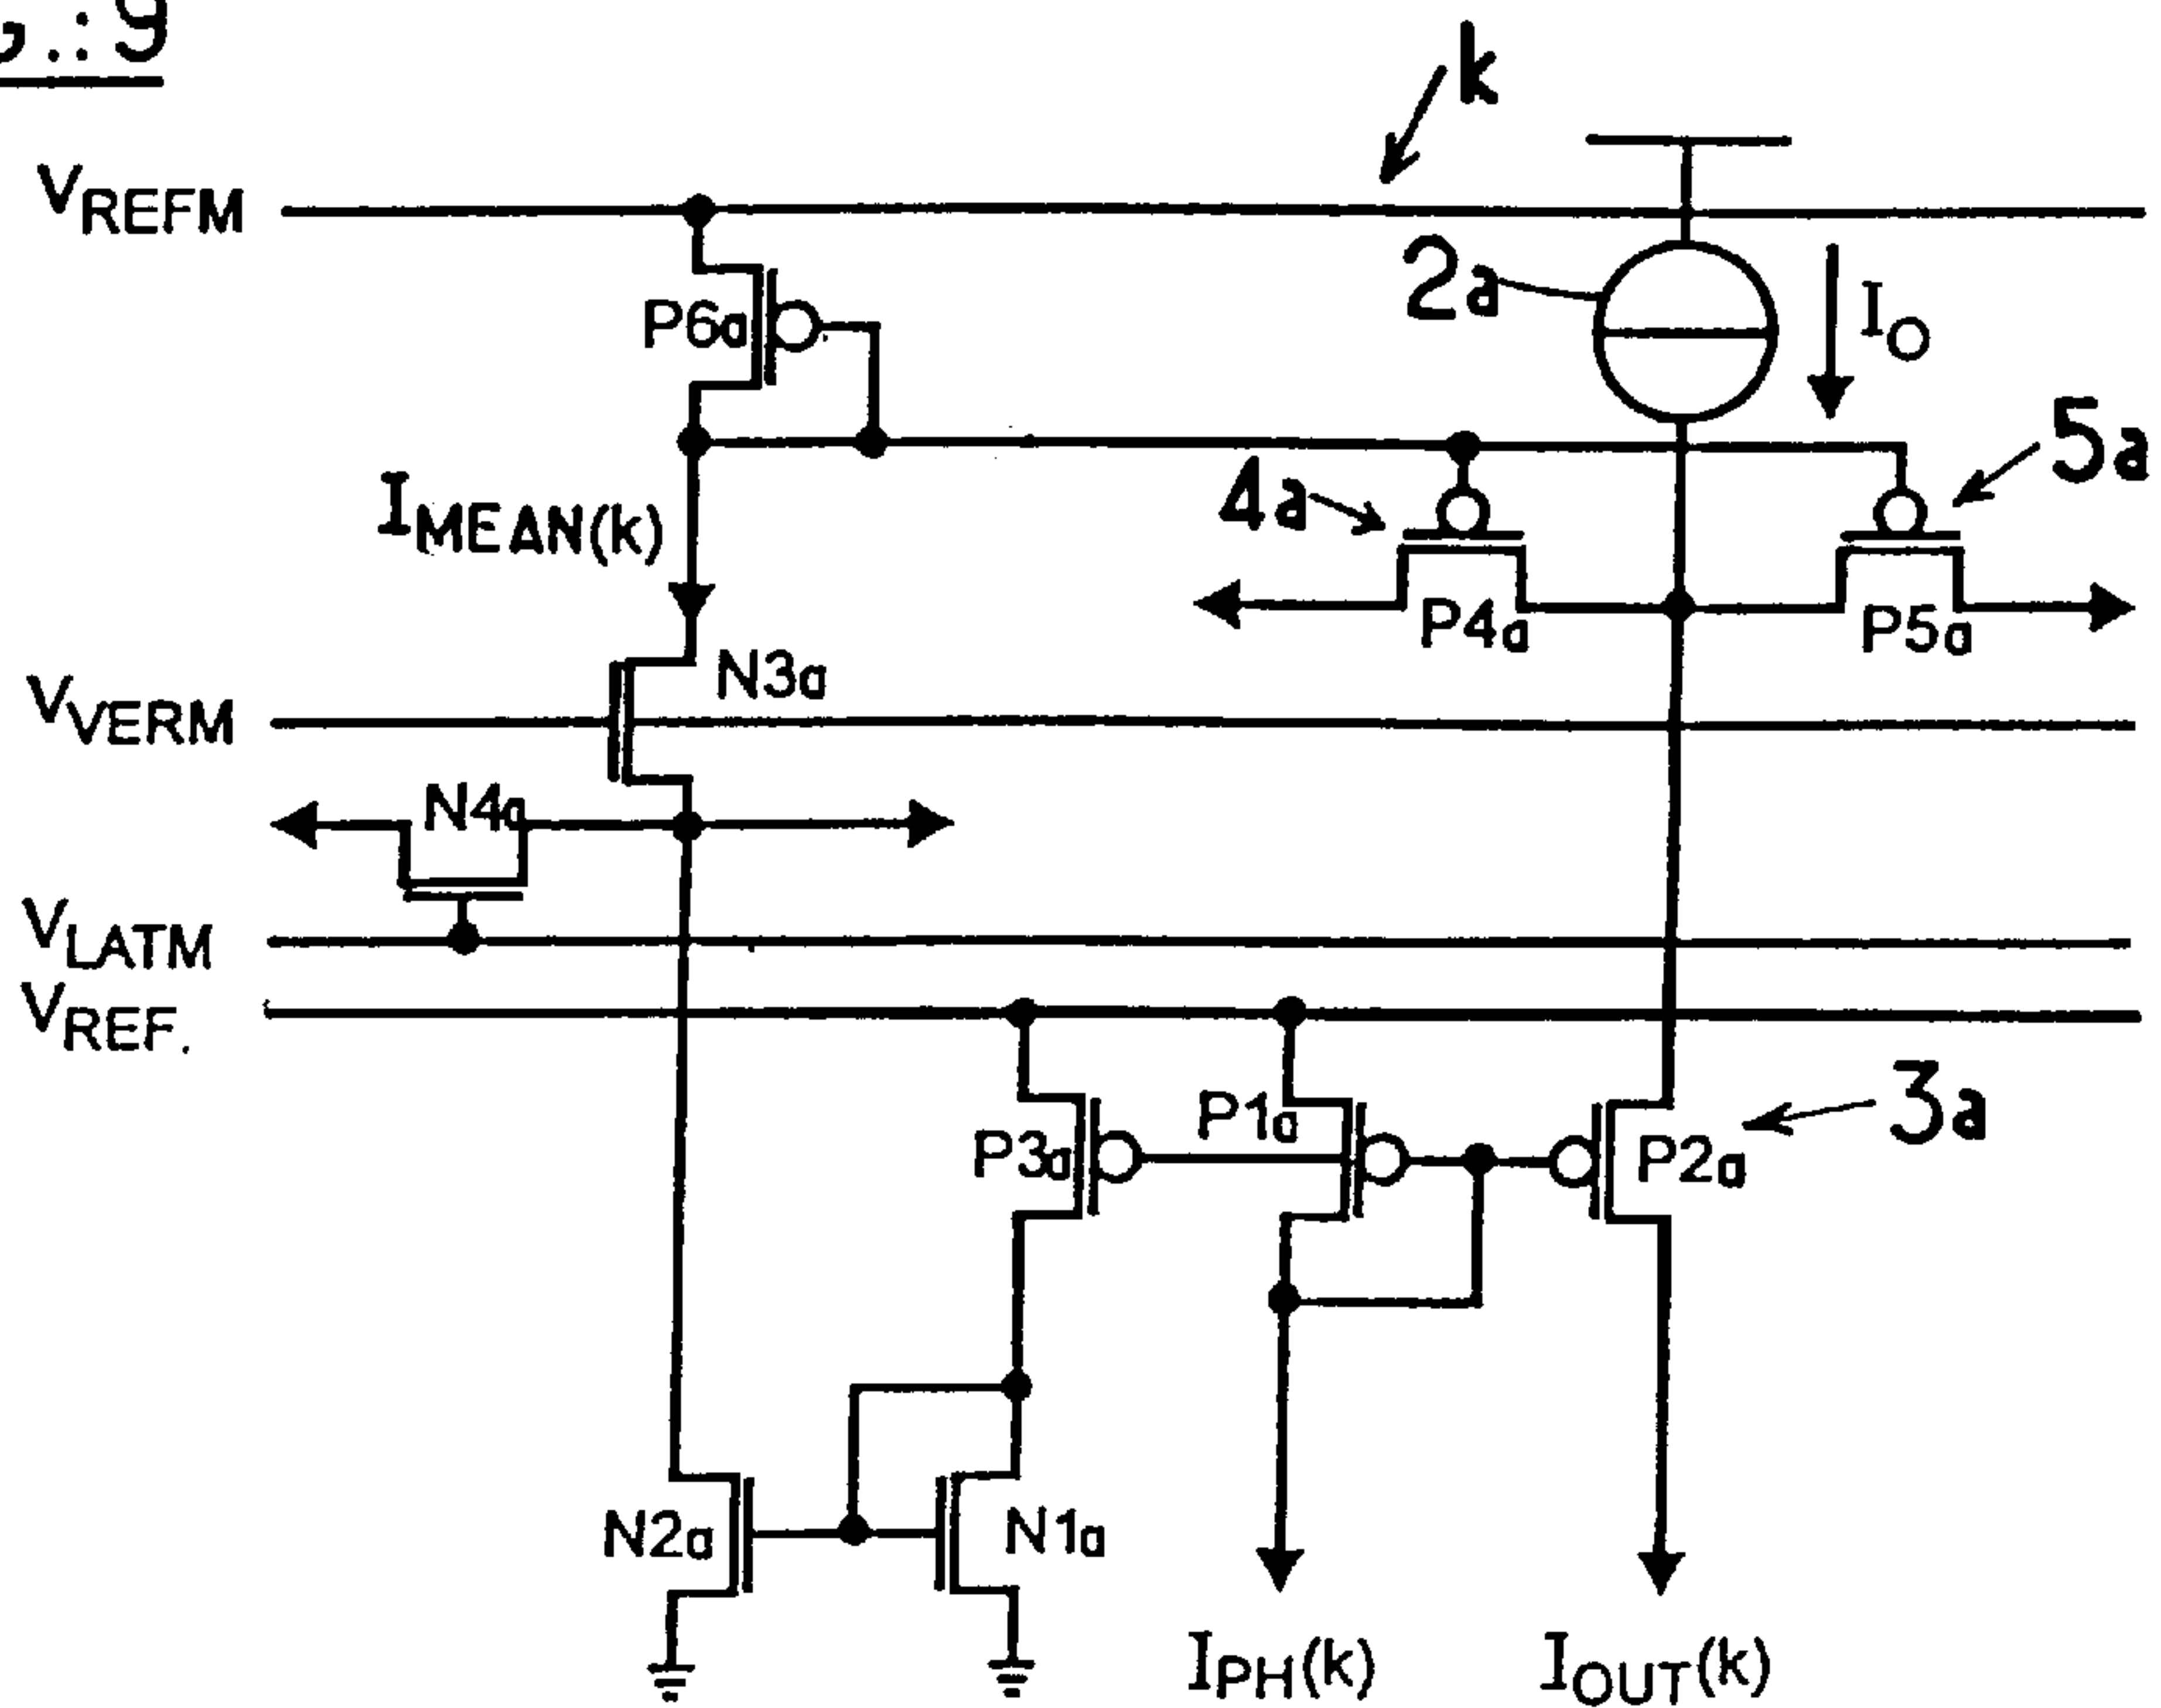 .:9
k
VREFM
2a
P6a
IO
5a
4a
IMEAN(k)
P4a
P5a
N3a
VVERM
N4a
VLATM
VREF.
3a
P1a
P3a
P2a
N2a
N1a
IPH(k)
IOUT(k)